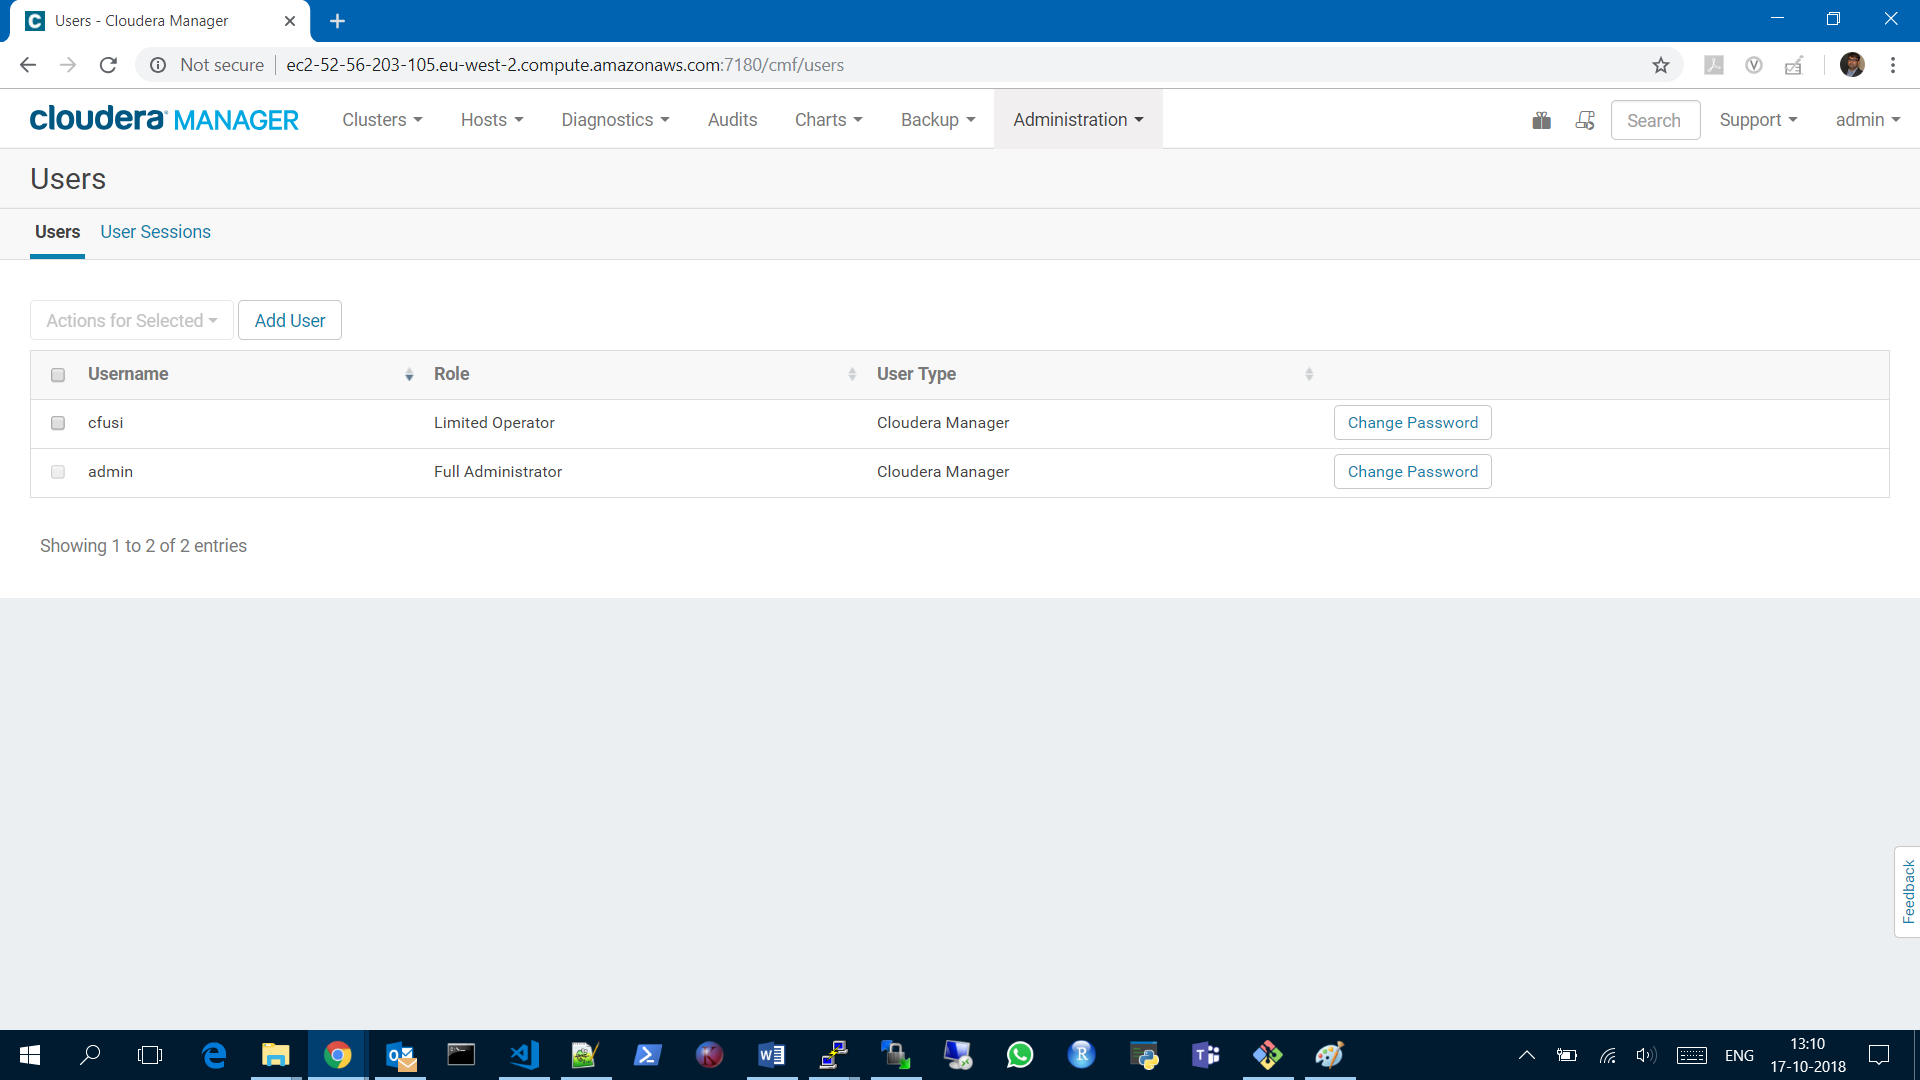 Users - Cloudera Manager
Not secure ec2-52-56-203-105.eu-west-2.compute.amazonaws.com:7180/cmf/users
cloudera MANAGER Clusters Hosts Diagnostics Audits Charts Backup Administration Search Support admin
Users
Users User Sessions
Actions for Selected Add User
Username Role User Type
cfusi Limited Operator Cloudera Manager Change Password
admin Full Administrator Cloudera Manager Change Password
Showing 1 to 2 of 2 entries
Feedback
ENG 13:10
17-10-2018